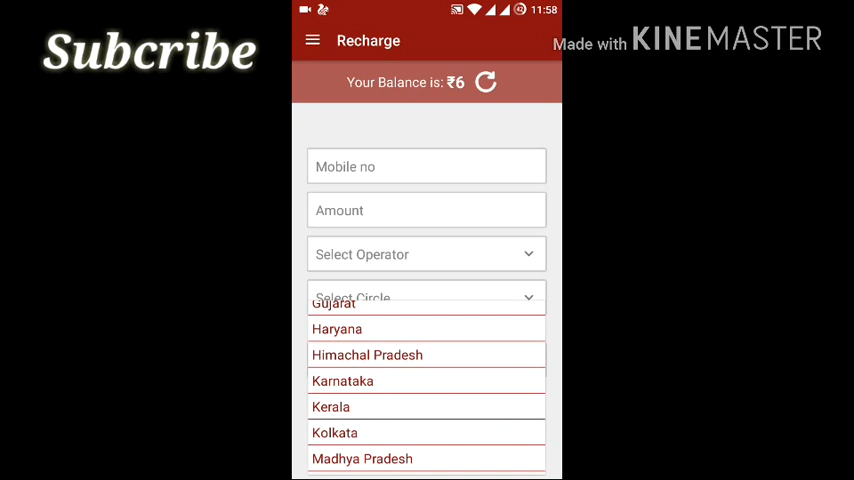 Subcribe
11:58
Recharge
Made with KINEMASTER
Your Balance is: ₹6
Mobile no
Amount
Select Operator
Select Circle
Gujarat
Haryana
Himachal Pradesh
Karnataka
Kerala
Kolkata
Madhya Pradesh